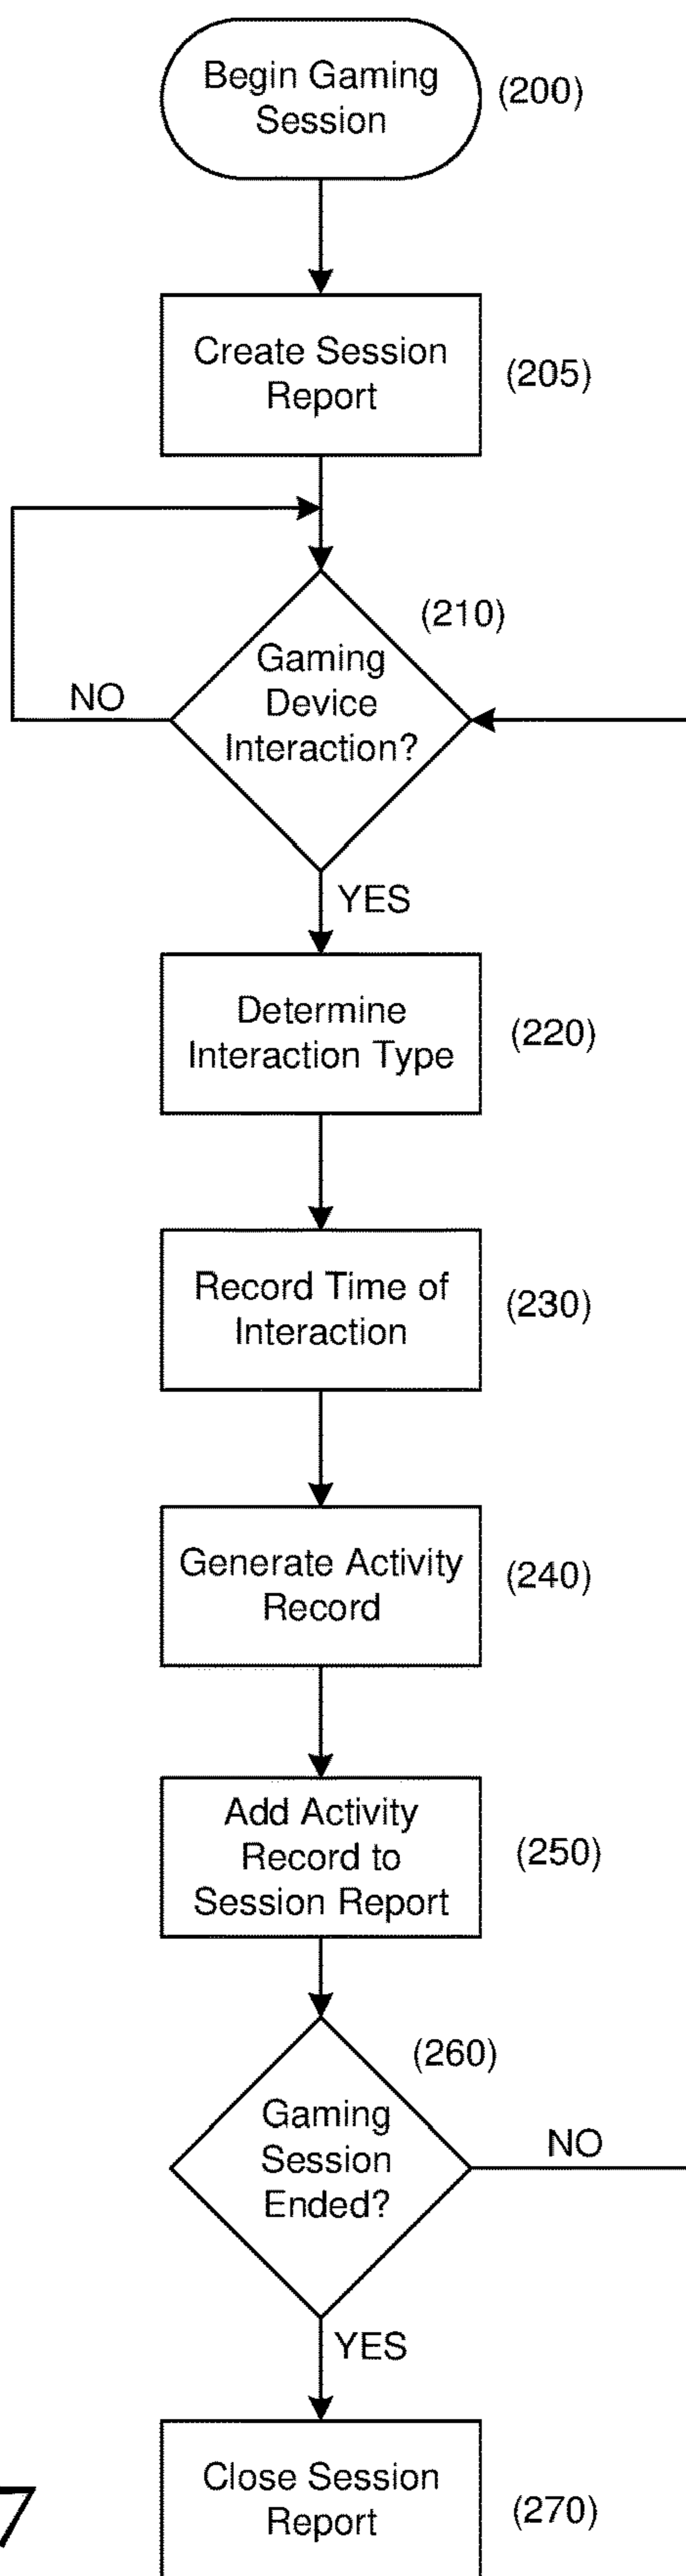 Begin Gaming
Session
(200)
Create Session
Report
(205)
(210)
Gaming
Device
Interaction?
NO
YES
Determine
Interaction Type
(220)
Record Time of
Interaction
(230)
Generate Activity
Record
(240)
Add Activity
Record to
Session Report
(250)
(260)
Gaming
Session
Ended?
NO
YES
Close Session
Report
(270)
7